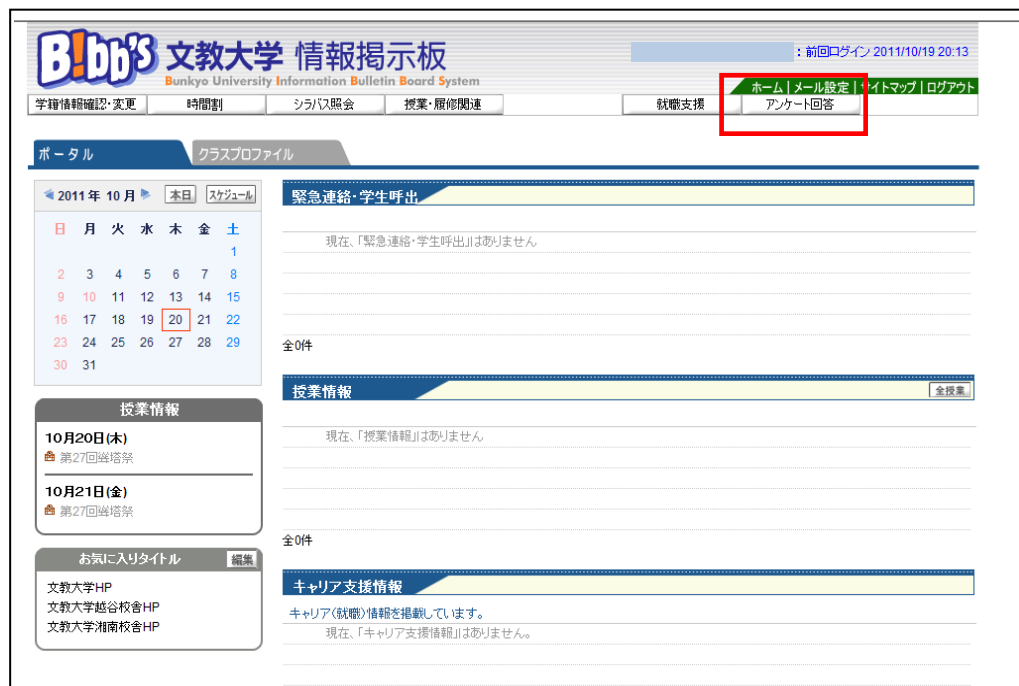 B!bb's 文教大学 情報掲示板
Bunkyo University Information Bulletin Board System
：前回ログイン 2011/10/19 20:13
ホーム | メール設定 | サイトマップ | ログアウト
学籍情報確認・変更 時間割 シラバス照会 授業・履修関連 就職支援 アンケート回答
ポータル クラスプロファイル
2011年 10月 本日 スケジュール
日 月 火 水 木 金 土
1
2 3 4 5 6 7 8
9 10 11 12 13 14 15
16 17 18 19 20 21 22
23 24 25 26 27 28 29
30 31
授業情報
10月20日(木)
第27回聳塔祭
10月21日(金)
第27回聳塔祭
お気に入りタイトル 編集
文教大学HP
文教大学越谷校舎HP
文教大学湘南校舎HP
緊急連絡・学生呼出
現在、「緊急連絡・学生呼出」はありません
全0件
授業情報 全授業
現在、「授業情報」はありません
全0件
キャリア支援情報
キャリア(就職)情報を掲載しています。
現在、「キャリア支援情報」はありません。